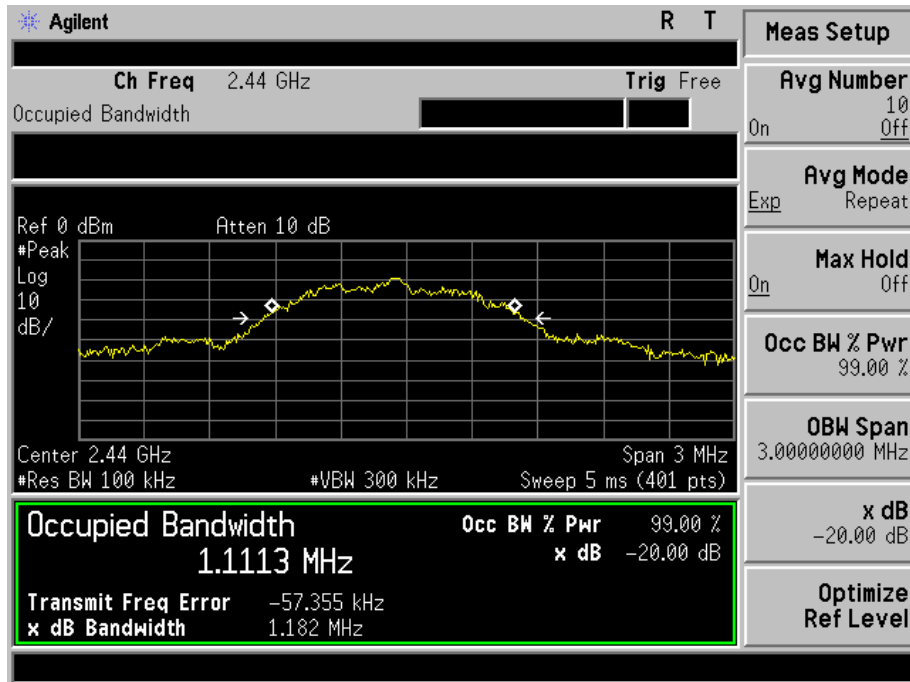 Agilent R T
Ch Freq 2.44 GHz Trig Free
Occupied Bandwidth
Ref 0 dBm Atten 10 dB
#Peak
Log
10
dB/
Center 2.44 GHz Span 3 MHz
#Res BW 100 kHz #VBW 300 kHz Sweep 5 ms (401 pts)
Occupied Bandwidth Occ BW % Pwr 99.00 %
1.1113 MHz x dB -20.00 dB
Transmit Freq Error -57.355 kHz
x dB Bandwidth 1.182 MHz
Meas Setup
Avg Number
10
On Off
Avg Mode
Exp Repeat
Max Hold
On Off
Occ BW % Pwr
99.00 %
OBW Span
3.00000000 MHz
x dB
-20.00 dB
Optimize
Ref Level